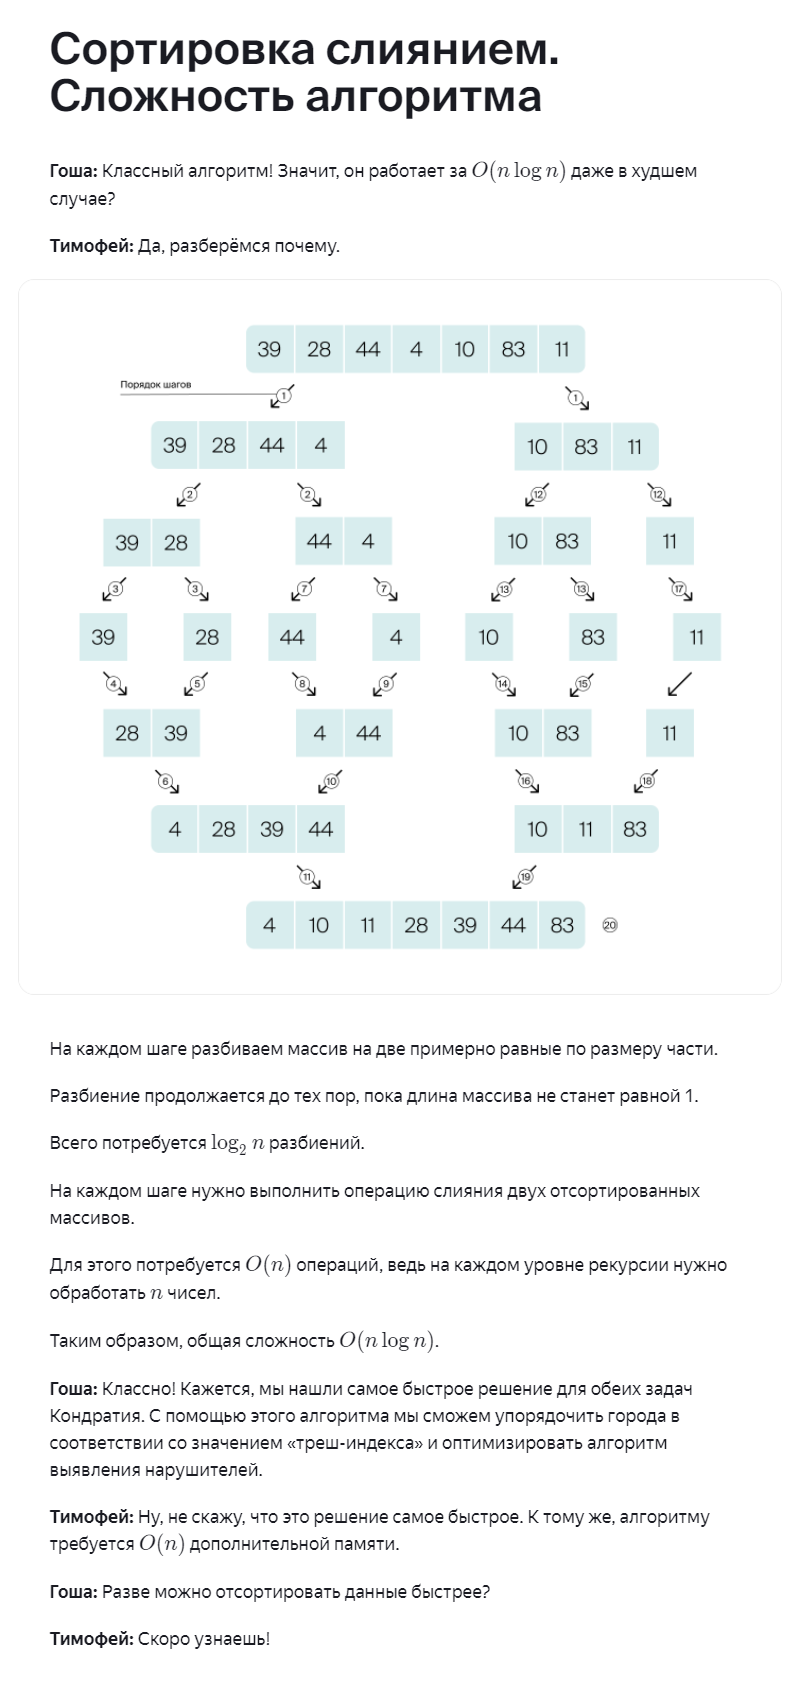 Сортировка слиянием.
Сложность алгоритма
Гоша: Классный алгоритм! Значит, он работает за O(n log n) даже в худшем
случае?
Тимофей: Да, разберёмся почему.
39 28 44 4 10 83 11
Порядок шагов
1 1
39 28 44 4 10 83 11
2 2 12 12
39 28 44 4 10 83 11
3 3 7 7 13 13 17
39 28 44 4 10 83 11
4 5 8 9 14 15
28 39 4 44 10 83 11
6 10 16 18
4 28 39 44 10 11 83
11 19
4 10 11 28 39 44 83 20
На каждом шаге разбиваем массив на две примерно равные по размеру части.
Разбиение продолжается до тех пор, пока длина массива не станет равной 1.
Всего потребуется log₂ n разбиений.
На каждом шаге нужно выполнить операцию слияния двух отсортированных
массивов.
Для этого потребуется O(n) операций, ведь на каждом уровне рекурсии нужно
обработать n чисел.
Таким образом, общая сложность O(n log n).
Гоша: Классно! Кажется, мы нашли самое быстрое решение для обеих задач
Кондратия. С помощью этого алгоритма мы сможем упорядочить города в
соответствии со значением «треш-индекса» и оптимизировать алгоритм
выявления нарушителей.
Тимофей: Ну, не скажу, что это решение самое быстрое. К тому же, алгоритму
требуется O(n) дополнительной памяти.
Гоша: Разве можно отсортировать данные быстрее?
Тимофей: Скоро узнаешь!